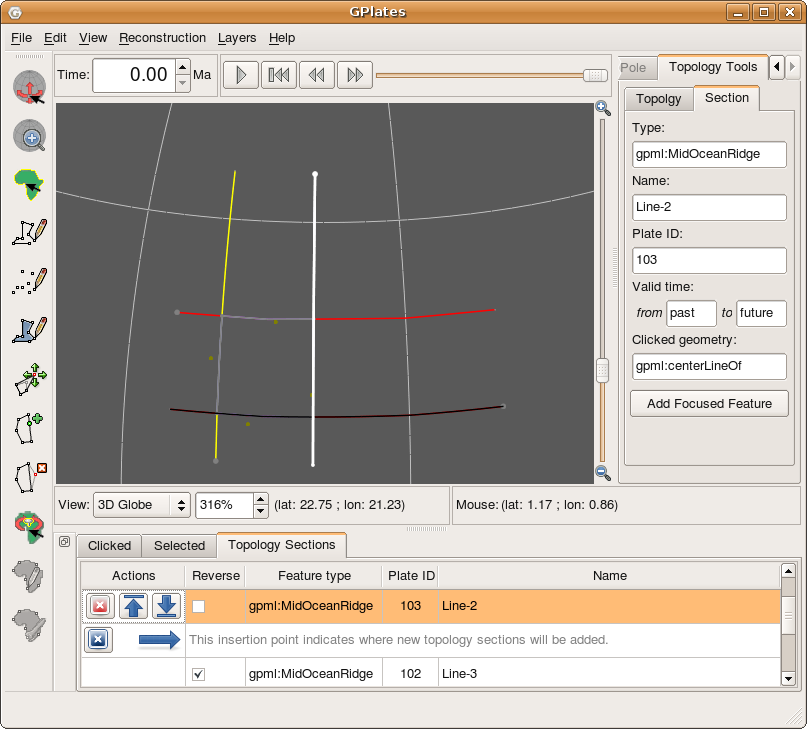 GPlates
File Edit View Reconstruction Layers Help
Time: 0.00 Ma
Pole Topology Tools
Topolgy Section
Type:
gpml:MidOceanRidge
Name:
Line-2
Plate ID:
103
Valid time:
from past to future
Clicked geometry:
gpml:centerLineOf
Add Focused Feature
View: 3D Globe 316% (lat: 22.75 ; lon: 21.23) Mouse: (lat: 1.17 ; lon: 0.86)
Clicked Selected Topology Sections
Actions Reverse Feature type Plate ID Name
gpml:MidOceanRidge 103 Line-2
This insertion point indicates where new topology sections will be added.
gpml:MidOceanRidge 102 Line-3